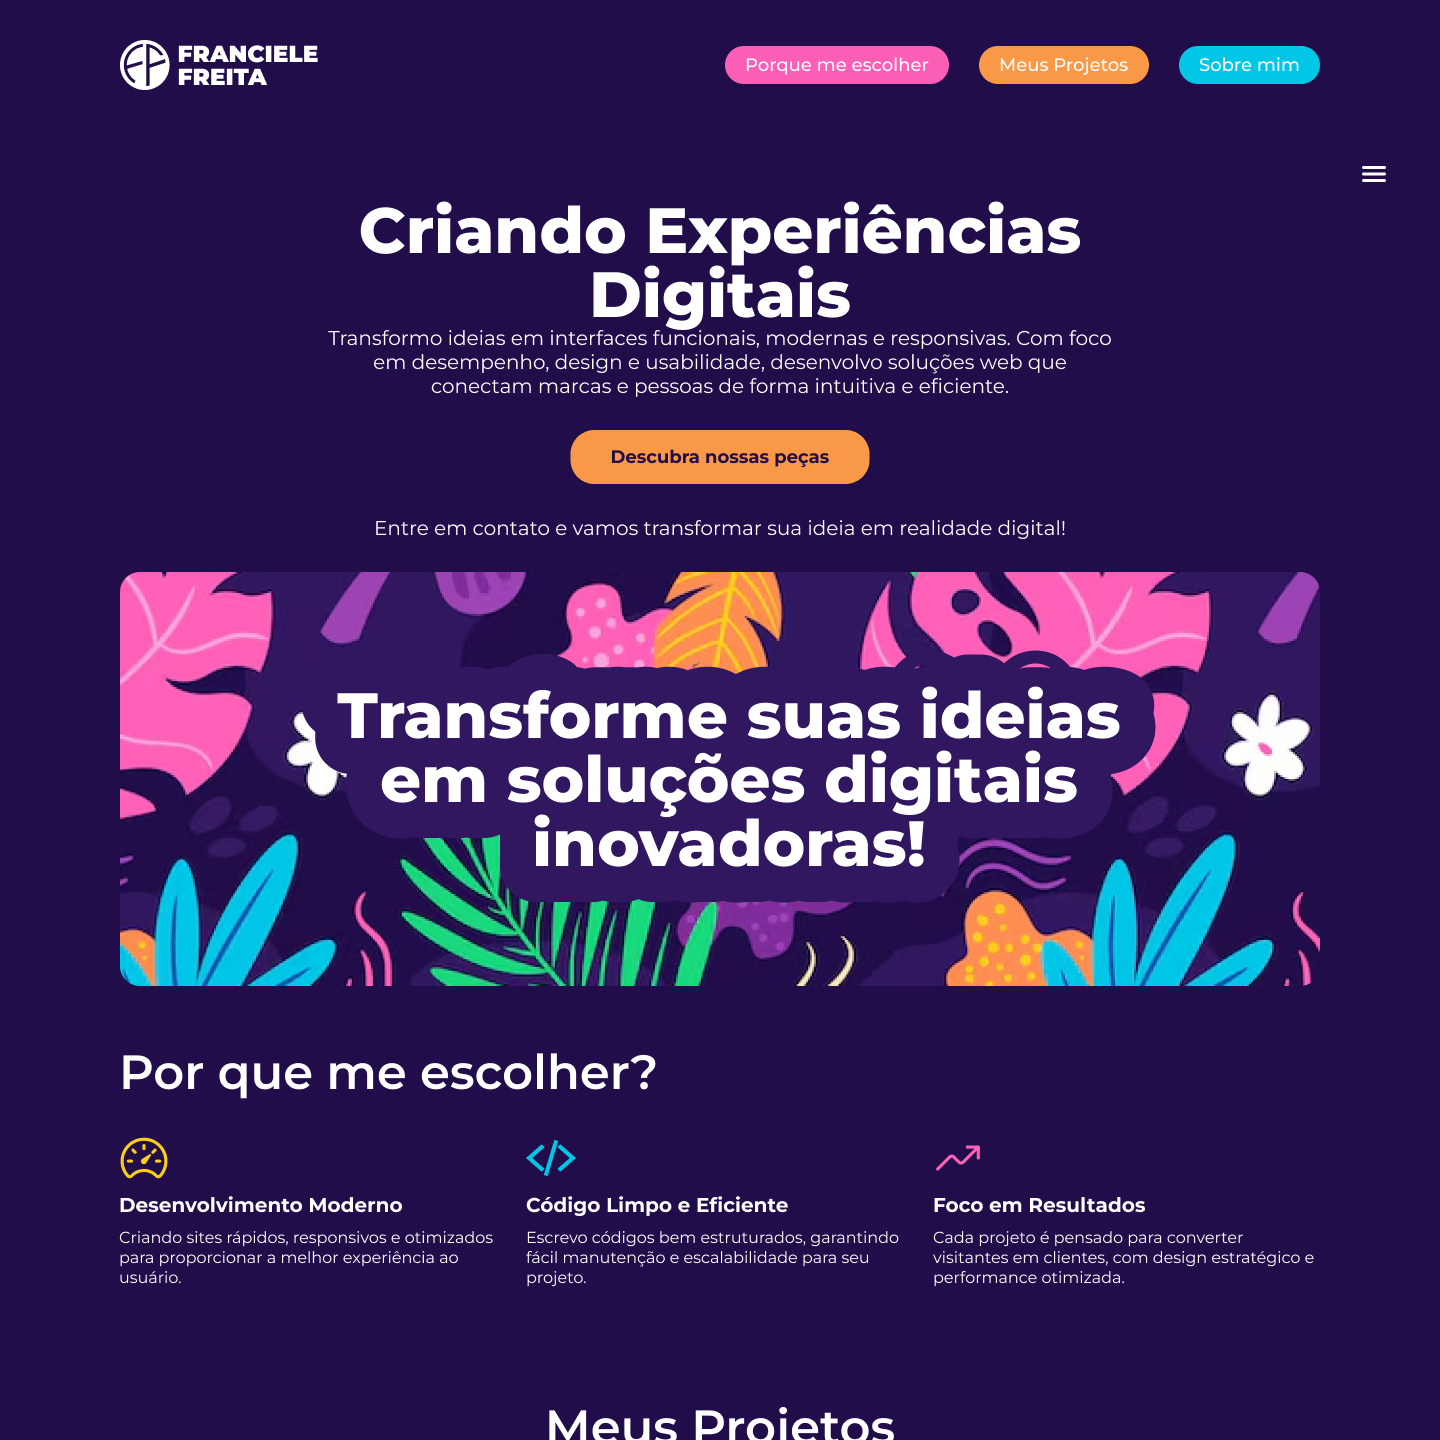 FRANCIELE
FREITA
Porque me escolher
Meus Projetos
Sobre mim
Criando Experiências
Digitais
Transformo ideias em interfaces funcionais, modernas e responsivas. Com foco
em desempenho, design e usabilidade, desenvolvo soluções web que
conectam marcas e pessoas de forma intuitiva e eficiente.
Descubra nossas peças
Entre em contato e vamos transformar sua ideia em realidade digital!
Transforme suas ideias
em soluções digitais
inovadoras!
Por que me escolher?
Desenvolvimento Moderno
Criando sites rápidos, responsivos e otimizados
para proporcionar a melhor experiência ao
usuário.
Código Limpo e Eficiente
Escrevo códigos bem estruturados, garantindo
fácil manutenção e escalabilidade para seu
projeto.
Foco em Resultados
Cada projeto é pensado para converter
visitantes em clientes, com design estratégico e
performance otimizada.
Meus Projetos